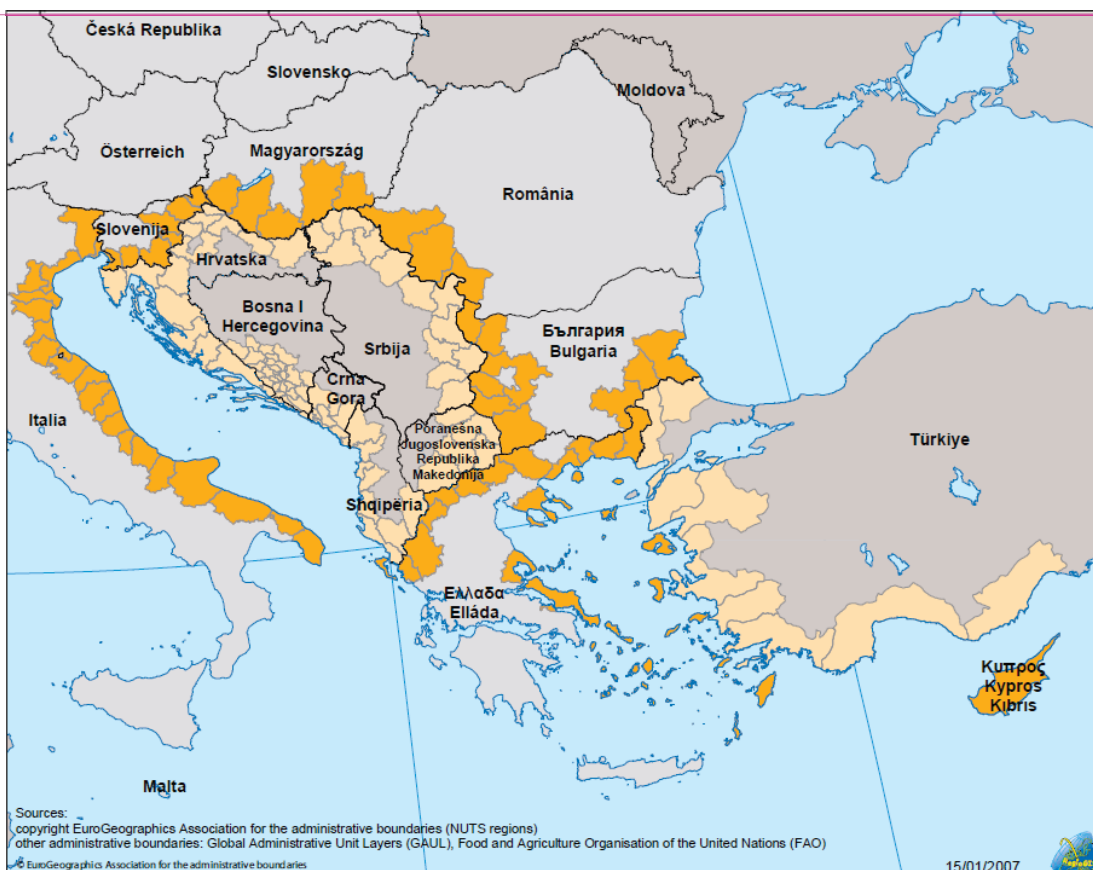 Česká Republika
Slovensko
Moldova
Österreich
Magyarország
România
Slovenija
Hrvatska
Bosna I
Hercegovina
Srbija
България
Bulgaria
Crna
Gora
Italia
Poranešna
Jugoslovenska
Republika
Makedonija
Türkiye
Shqipëria
Ελλαδα
Elláda
Κυπρος
Kypros
Kıbrıs
Malta
Sources:
copyright EuroGeographics Association for the administrative boundaries (NUTS regions)
other administrative boundaries: Global Administrative Unit Layers (GAUL), Food and Agriculture Organisation of the United Nations (FAO)
© EuroGeographics Association for the administrative boundaries
15/01/2007